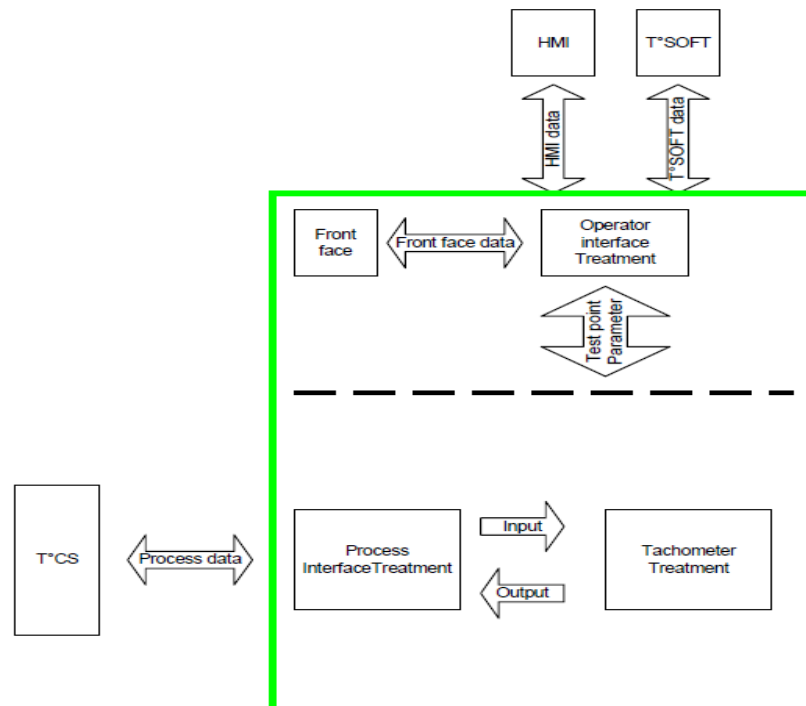 HMI
T°SOFT
HMI data
T°SOFT data
Front
face
Front face data
Operator
interface
Treatment
Test point
Parameter
T°CS
Process data
Process
InterfaceTreatment
Input
Output
Tachometer
Treatment